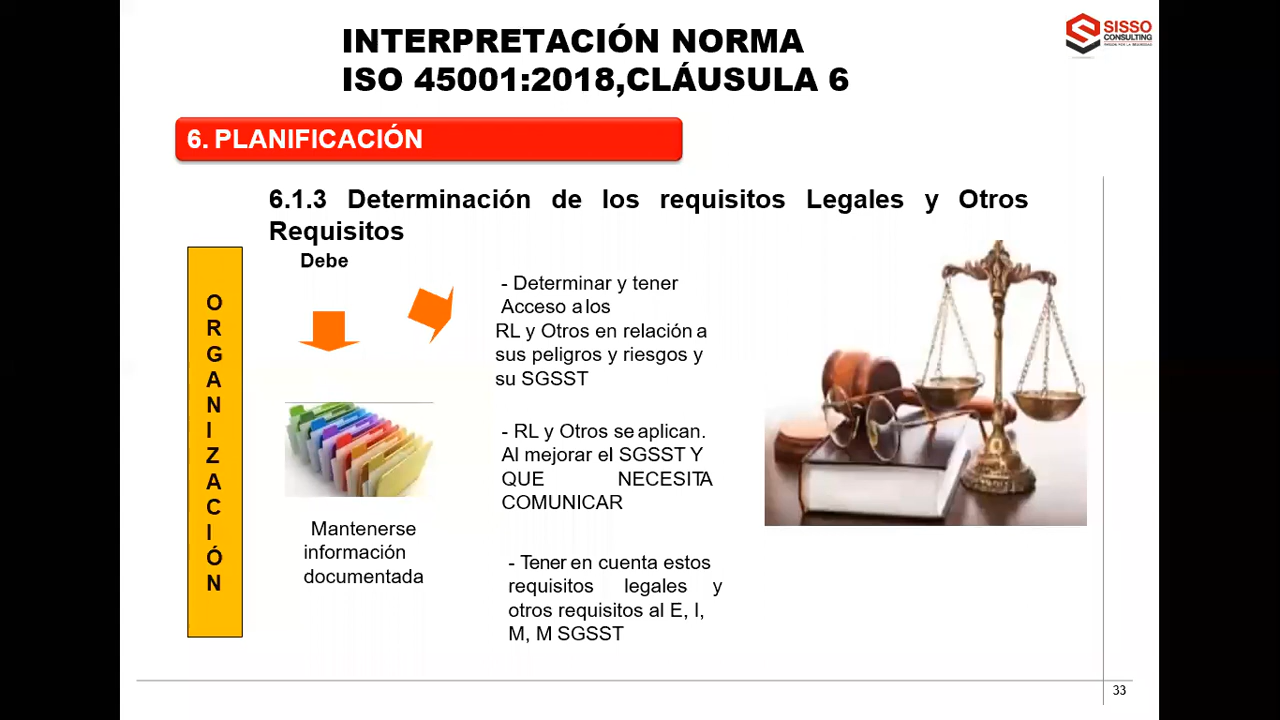 INTERPRETACIÓN NORMA
ISO 45001:2018,CLÁUSULA 6
SISSO
CONSULTING
6. PLANIFICACIÓN
6.1.3 Determinación de los requisitos Legales y Otros
Requisitos
Debe
ORGANIZACIÓN
- Determinar y tener
Acceso a los
RL y Otros en relación a
sus peligros y riesgos y
su SGSST
- RL y Otros se aplican.
Al mejorar el SGSST Y
QUE NECESITA
COMUNICAR
Mantenerse
información
documentada
- Tener en cuenta estos
requisitos legales y
otros requisitos al E, I,
M, M SGSST
33